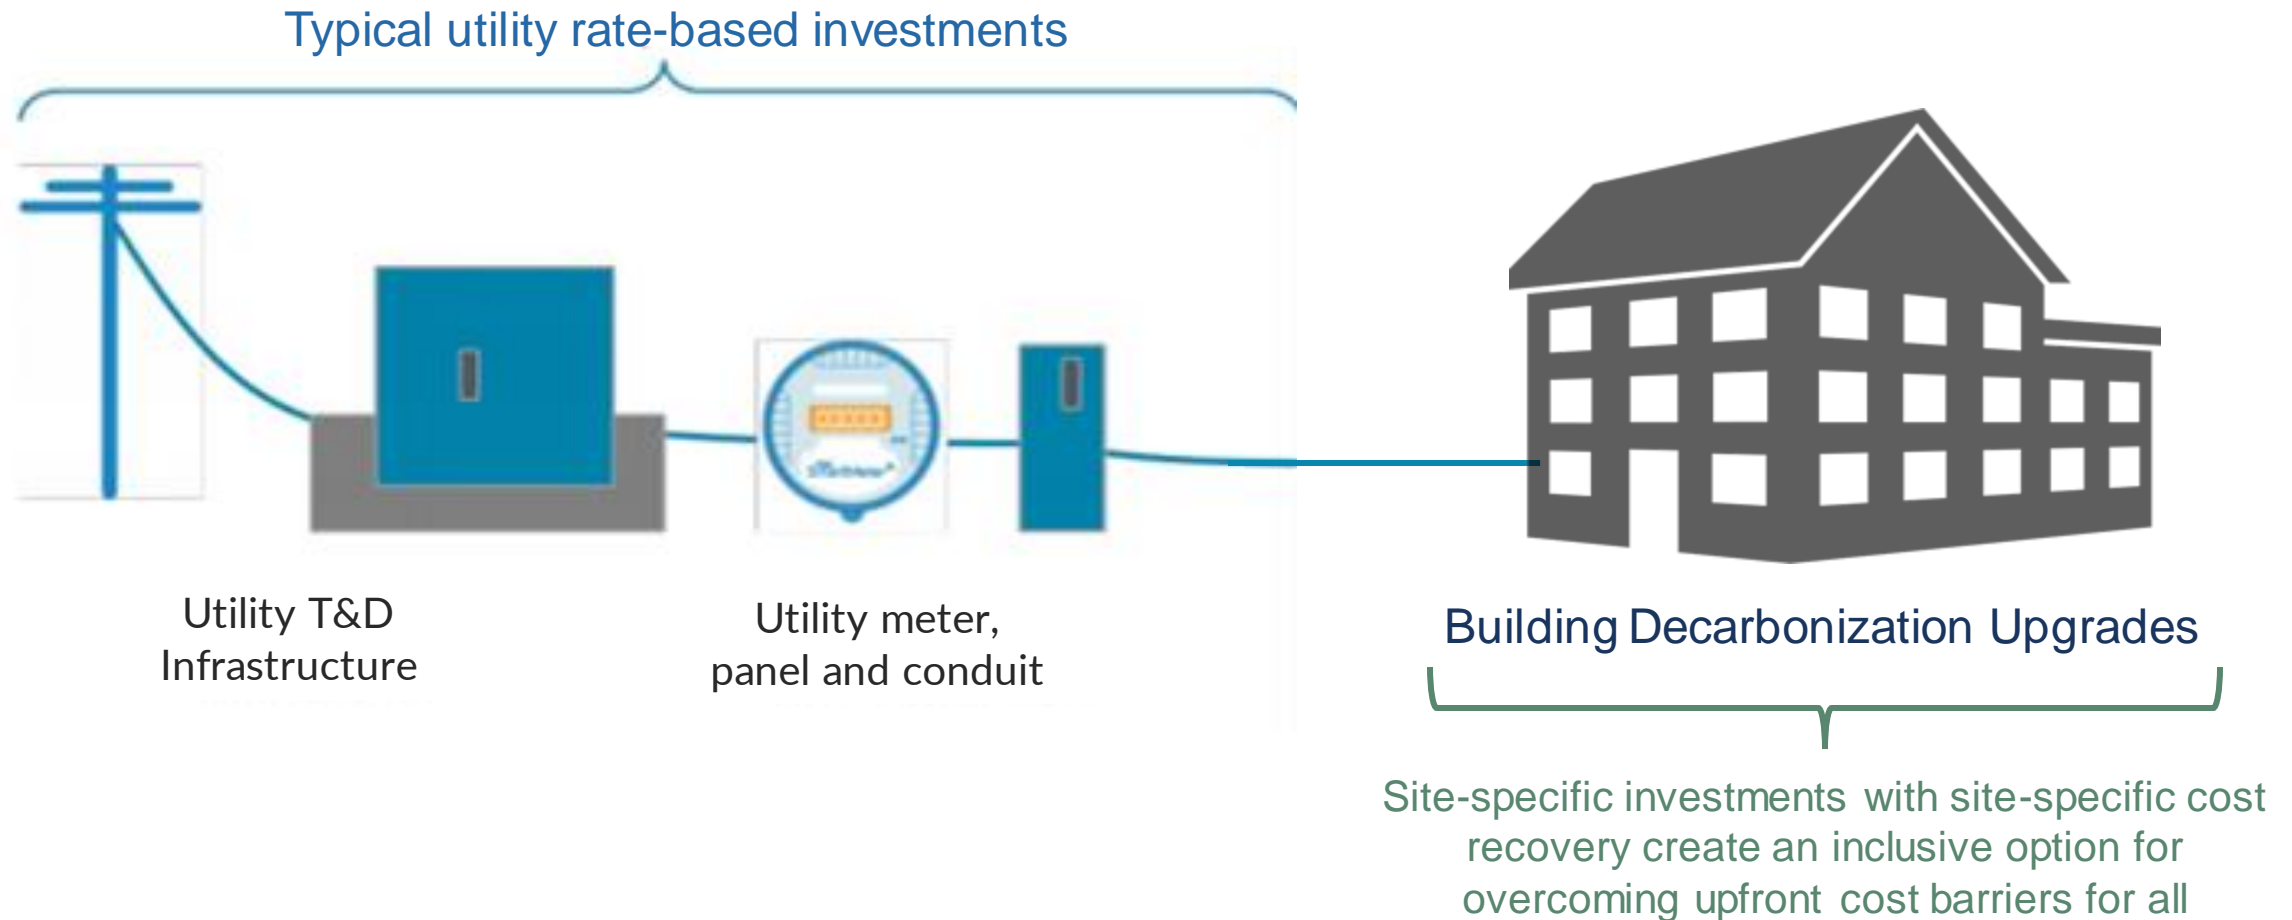 Typical utility rate-based investments
Utility T&D
Infrastructure
Utility meter,
panel and conduit
Building Decarbonization Upgrades
Site-specific investments with site-specific cost
recovery create an inclusive option for
overcoming upfront cost barriers for all